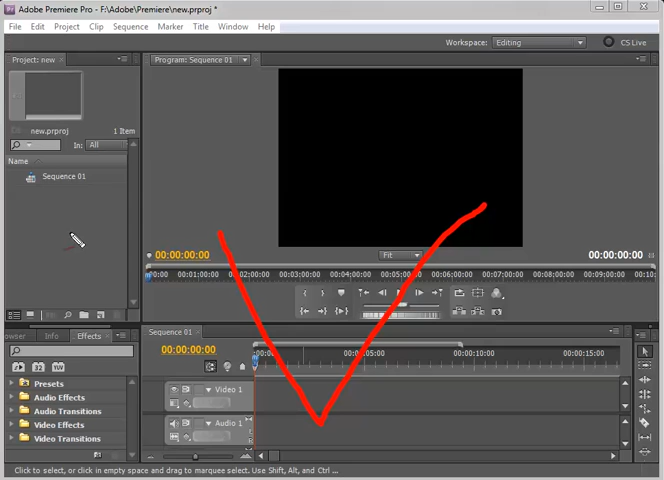 Adobe Premiere Pro - F:\Adobe\Premiere\new.prproj *
File Edit Project Clip Sequence Marker Title Window Help
Workspace: Editing CS Live
Project: new
Program: Sequence 01
new.prproj 1 Item
In: All
Name
Sequence 01
00:00:00:00 Fit 00:00:00:00
00:00 00:01:00:00 00:02:00:00 00:03:00:00 00:04:00:00 00:05:00:00 00:06:00:00 00:07:00:00 00:08:00:00 00:09:00:00 00:10:
owser Info Effects
Sequence 01
00:00:00:00
00:00 00:00:05:00 00:00:10:00 00:00:15:00
32 YUV
Presets
Audio Effects
Audio Transitions
Video Effects
Video Transitions
Video 1
Audio 1
Click to select, or click in empty space and drag to marquee select. Use Shift, Alt, and Ctrl ...